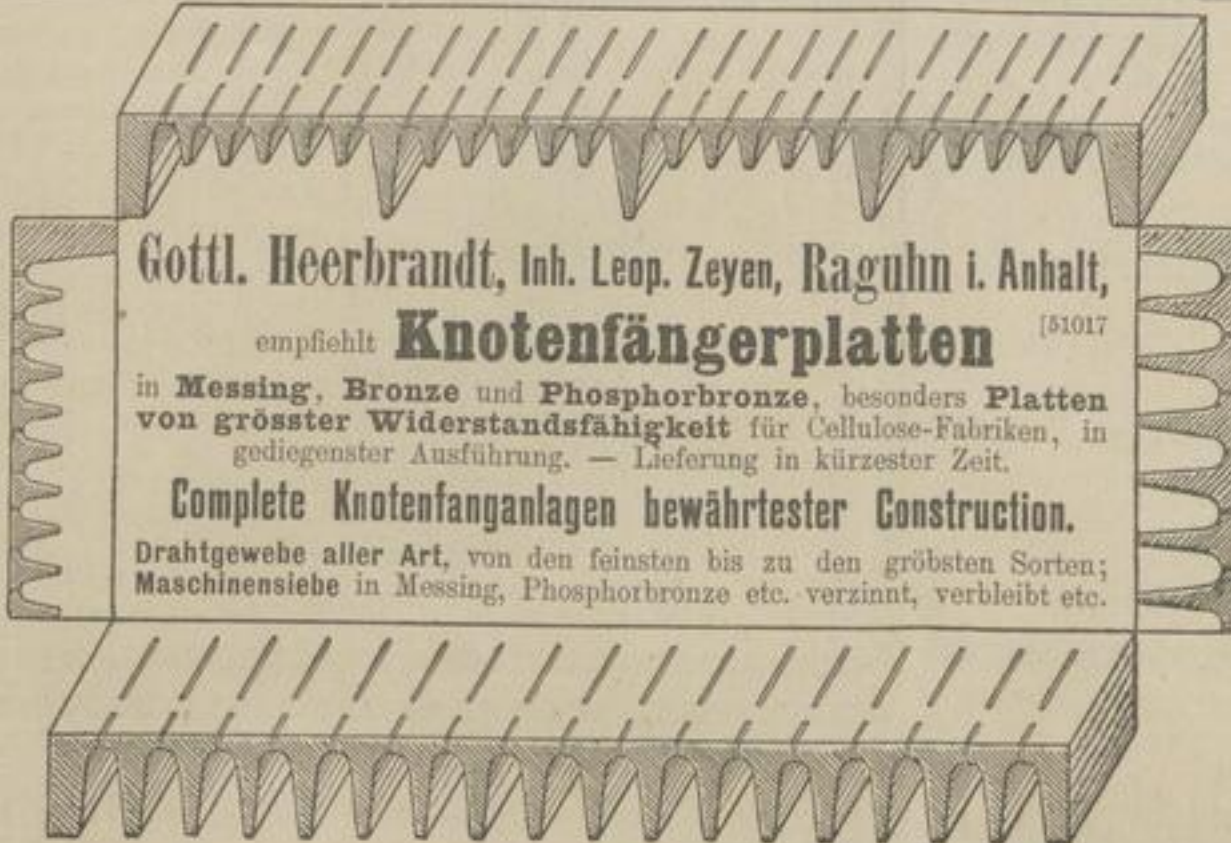 Gottl. Heerbrandt, Inh. Leop. Zeyen, Raguhn i. Anhalt,
empfiehlt Knotenfängerplatten [51017
in Messing, Bronze und Phosphorbronze, besonders Platten
von grösster Widerstandsfähigkeit für Cellulose-Fabriken, in
gediegenster Ausführung. — Lieferung in kürzester Zeit.
Complete Knotenfanganlagen bewährtester Construction.
Drahtgewebe aller Art, von den feinsten bis zu den gröbsten Sorten;
Maschinensiebe in Messing, Phosphorbronze etc. verzinnt, verbleibt etc.